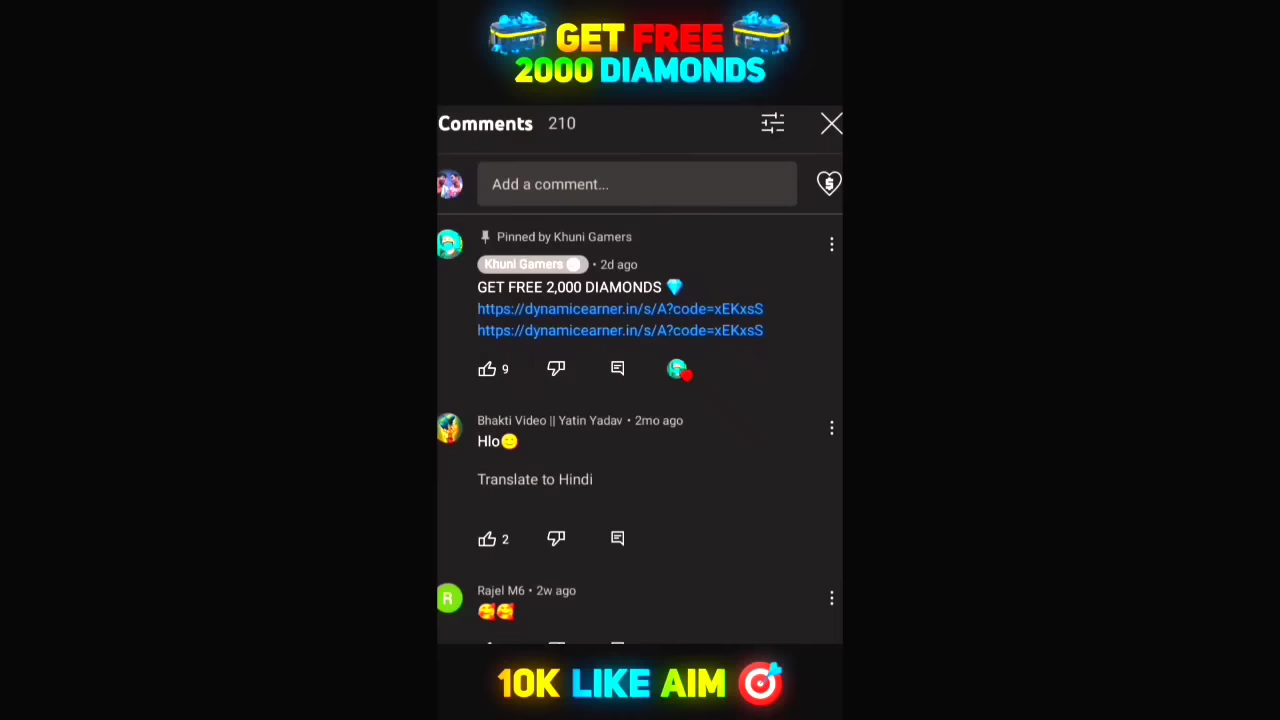 GET FREE
2000 DIAMONDS
Comments 210
Add a comment...
$
Pinned by Khuni Gamers
Khuni Gamers • 2d ago
GET FREE 2,000 DIAMONDS 💎
https://dynamicearner.in/s/A?code=xEKxsS
https://dynamicearner.in/s/A?code=xEKxsS
9
Bhakti Video || Yatin Yadav • 2mo ago
Hlo🙂
Translate to Hindi
2
R
Rajel M6 • 2w ago
🥰🥰
10K LIKE AIM 🎯